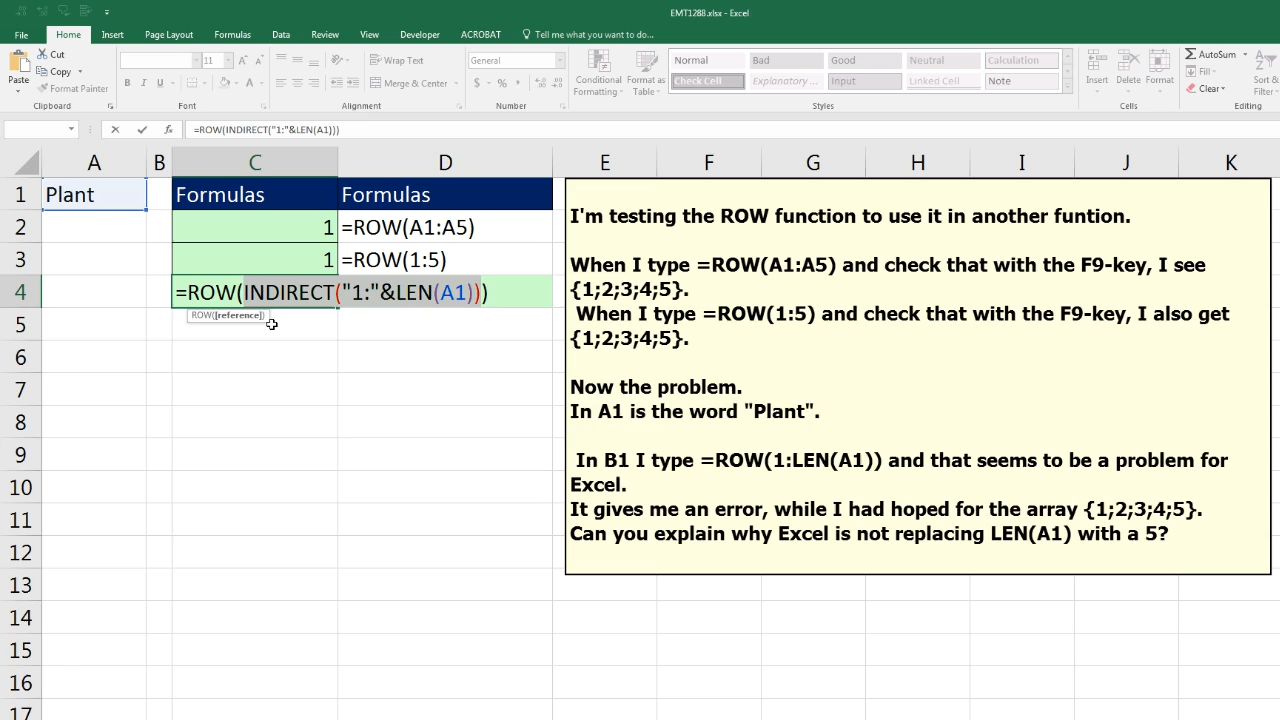 EMT1288.xlsx - Excel
File Home Insert Page Layout Formulas Data Review View Developer ACROBAT Tell me what you want to do...
Cut
Copy
Format Painter
Paste
11
B I U
Wrap Text
Merge & Center
General
$ % ,
Conditional Formatting
Format as Table
Normal Bad Good Neutral Calculation
Check Cell Explanatory ... Input Linked Cell Note
Insert Delete Format
AutoSum
Fill
Clear
Sort & Filter
Clipboard Font Alignment Number Styles Cells Editing
fx =ROW(INDIRECT("1:"&LEN(A1)))
A B C D E F G H I J K
1 Plant Formulas Formulas
2 1 =ROW(A1:A5)
3 1 =ROW(1:5)
4 =ROW(INDIRECT("1:"&LEN(A1)))
ROW([reference])
5
6
7
8
9
10
11
12
13
14
15
16
17
I'm testing the ROW function to use it in another funtion.
When I type =ROW(A1:A5) and check that with the F9-key, I see
{1;2;3;4;5}.
When I type =ROW(1:5) and check that with the F9-key, I also get
{1;2;3;4;5}.
Now the problem.
In A1 is the word "Plant".
In B1 I type =ROW(1:LEN(A1)) and that seems to be a problem for
Excel.
It gives me an error, while I had hoped for the array {1;2;3;4;5}.
Can you explain why Excel is not replacing LEN(A1) with a 5?